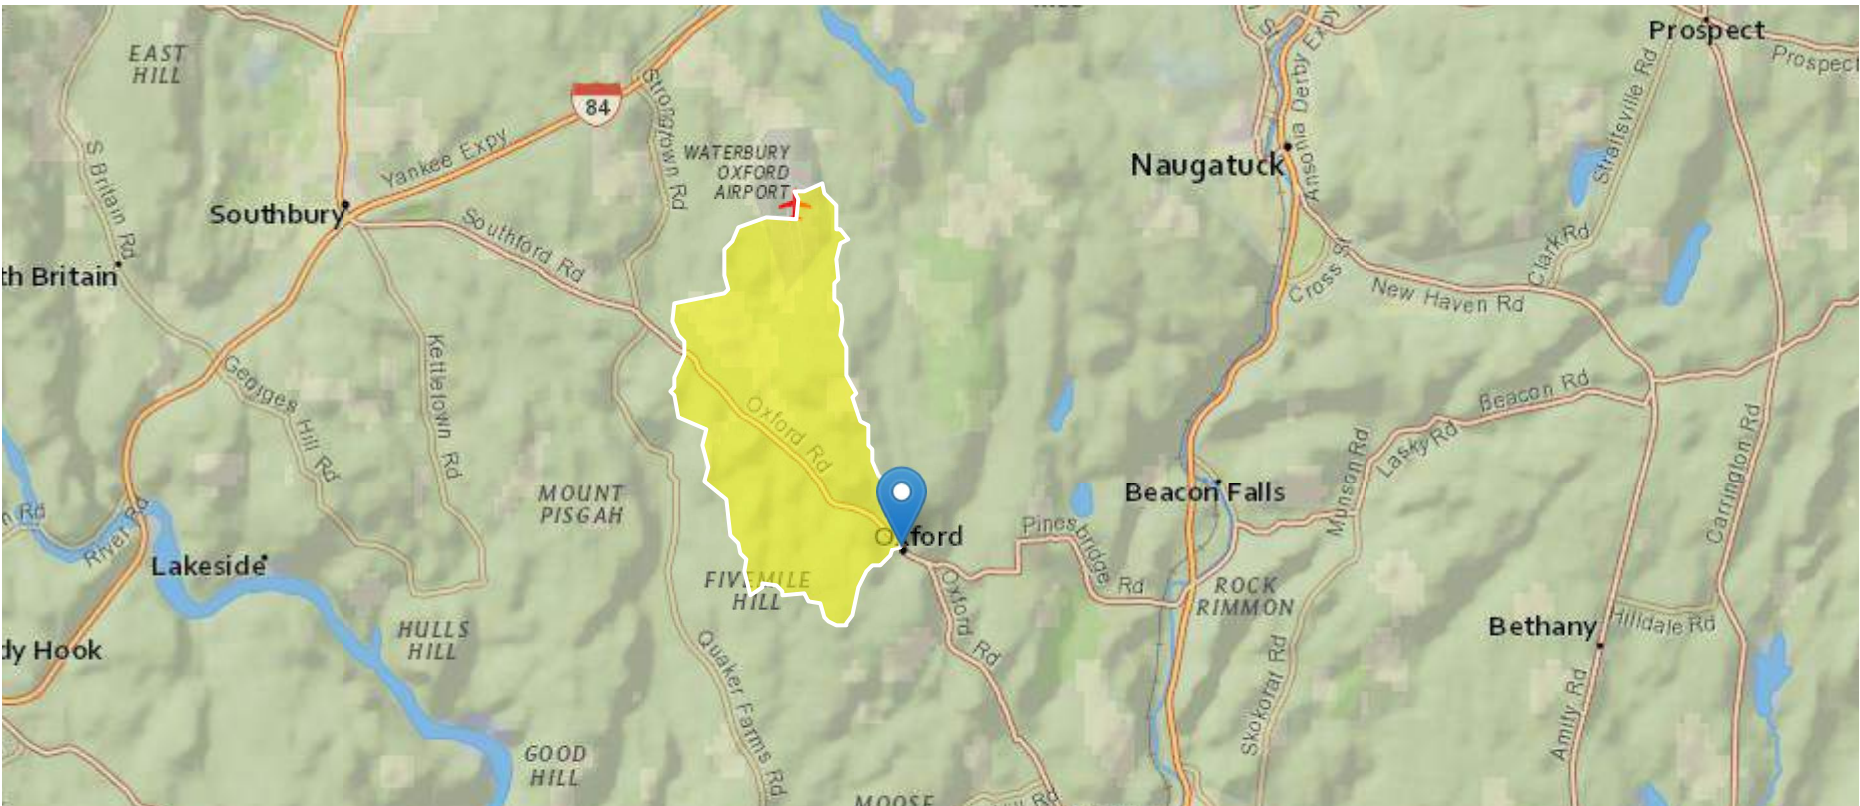 Prospect
Prospect
EAST
HILL
84
Strongtown Rd
Ansonia Derby Expy
Straitsville Rd
Yankee Expy
S Britain Rd
WATERBURY
OXFORD
AIRPORT
Naugatuck
Southbury
Southford Rd
Clark Rd
th Britain
Cross S
New Haven Rd
Kettletown Rd
Georges Hill Rd
Beacon Rd
Oxford Rd
Lasky Rd
Munson Rd
Carrington Rd
MOUNT
PISGAH
Beacon Falls
n Rd
River Rd
Oxford
Pinesbridge Rd
Lakeside
FIVEMILE
HILL
ROCK
RIMMON
Oxford Rd
HULLS
HILL
Bethany
Hilldale Rd
dy Hook
Quaker Farms Rd
Skokorat Rd
Amity Rd
GOOD
HILL
MOOSE
Rd